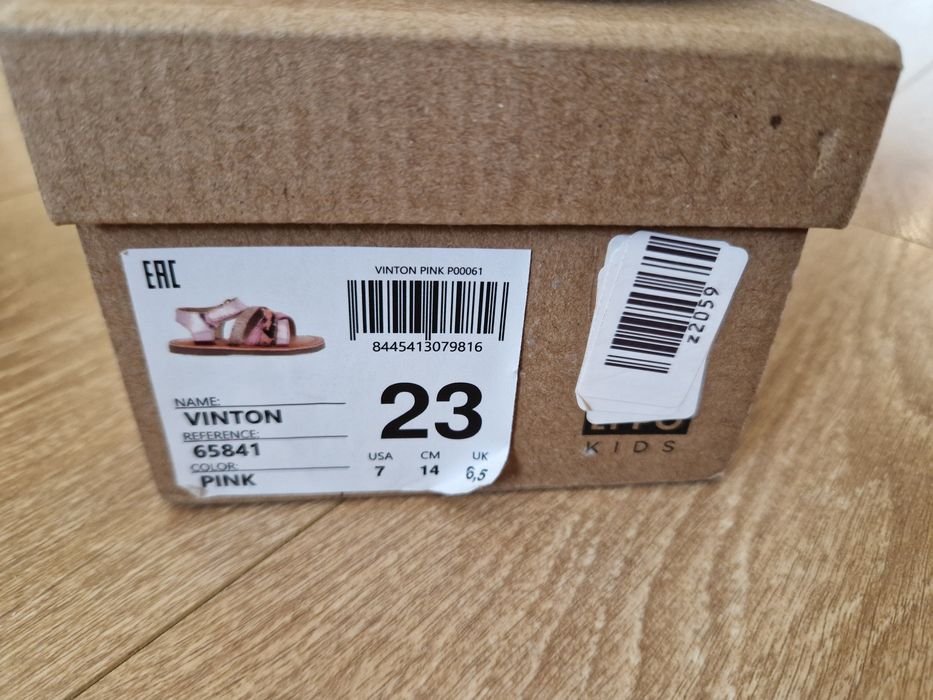 EAC
VINTON PINK P00061
8445413079816
NAME:
VINTON
REFERENCE:
65841
COLOR:
PINK
23
USA CM UK
7 14 6,5
z2059
KIDS